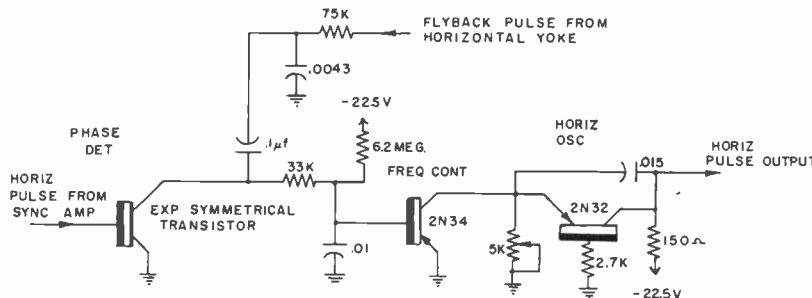 75K
FLYBACK PULSE FROM
HORIZONTAL YOKE
.0043
-22.5V
PHASE
DET
.1µf
6.2 MEG.
HORIZ
OSC
.015
HORIZ
PULSE OUTPUT
33K
FREQ CONT
HORIZ
PULSE FROM
SYNC AMP
EXP SYMMETRICAL
TRANSISTOR
2N34
2N32
.01
5K
2.7K
150Ω
-22.5V